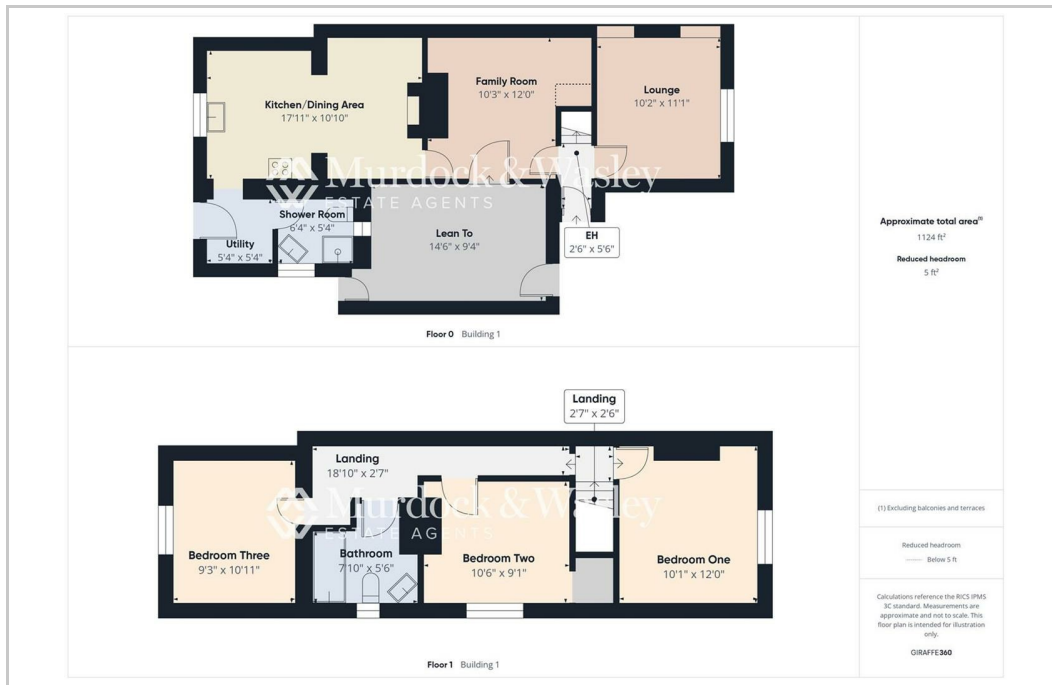 Kitchen/Dining Area
17'11" x 10'10"
Family Room
10'3" x 12'0"
Lounge
10'2" x 11'1"
Murdock & Wasley
ESTATE AGENTS
Shower Room
6'4" x 5'4"
Utility
5'4" x 5'4"
Lean To
14'6" x 9'4"
EH
2'6" x 5'6"
Floor 0 Building 1
Approximate total area(1)
1124 ft²
Reduced headroom
5 ft²
Landing
2'7" x 2'6"
Landing
18'10" x 2'7"
Murdock & Wasley
ESTATE AGENTS
Bedroom Three
9'3" x 10'11"
Bathroom
7'10" x 5'6"
Bedroom Two
10'6" x 9'1"
Bedroom One
10'1" x 12'0"
Floor 1 Building 1
(1) Excluding balconies and terraces
Reduced headroom
Below 5 ft
Calculations reference the RICS IPMS
3C standard. Measurements are
approximate and not to scale. This
floor plan is intended for illustration
only.
GIRAFFE360